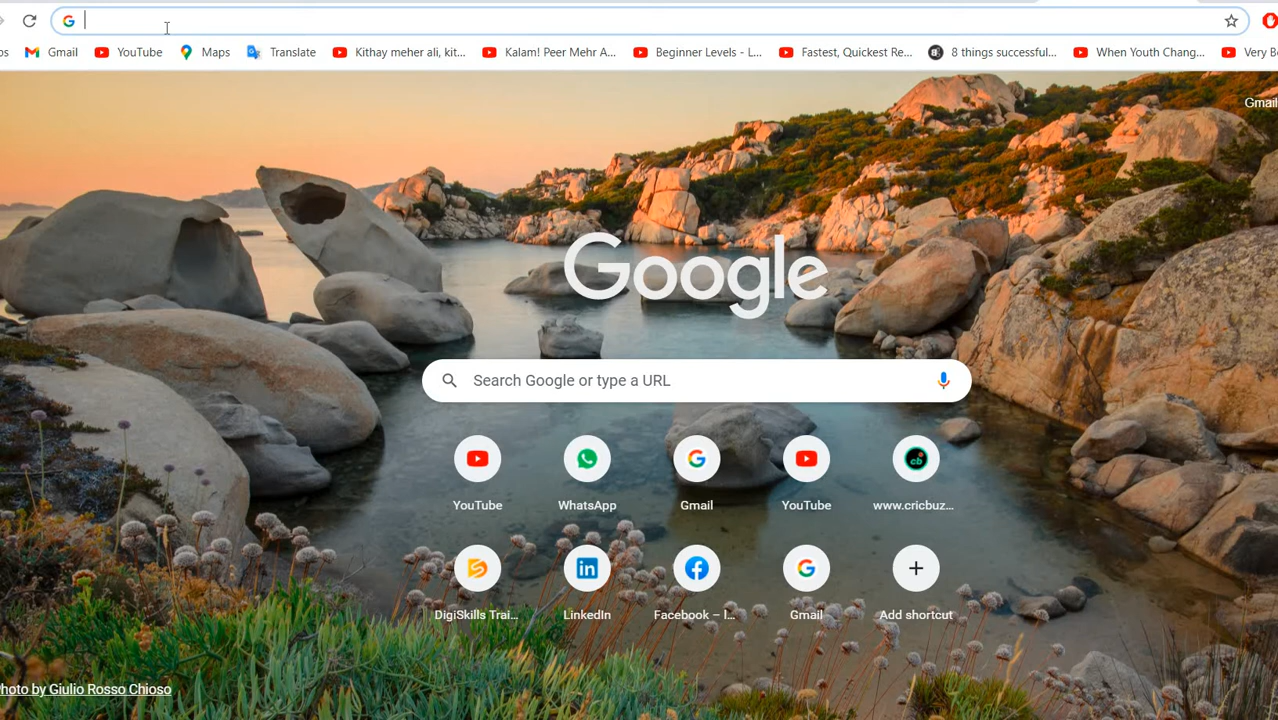 ps Gmail YouTube Maps Translate Kithay meher ali, kit... Kalam! Peer Mehr A... Beginner Levels - L... Fastest, Quickest Re... 8 things successful... When Youth Chang... Very Be
Gmail
Google
Search Google or type a URL
YouTube WhatsApp Gmail YouTube www.cricbuz...
DigiSkills Trai... LinkedIn Facebook – l... Gmail Add shortcut
hoto by Giulio Rosso Chioso